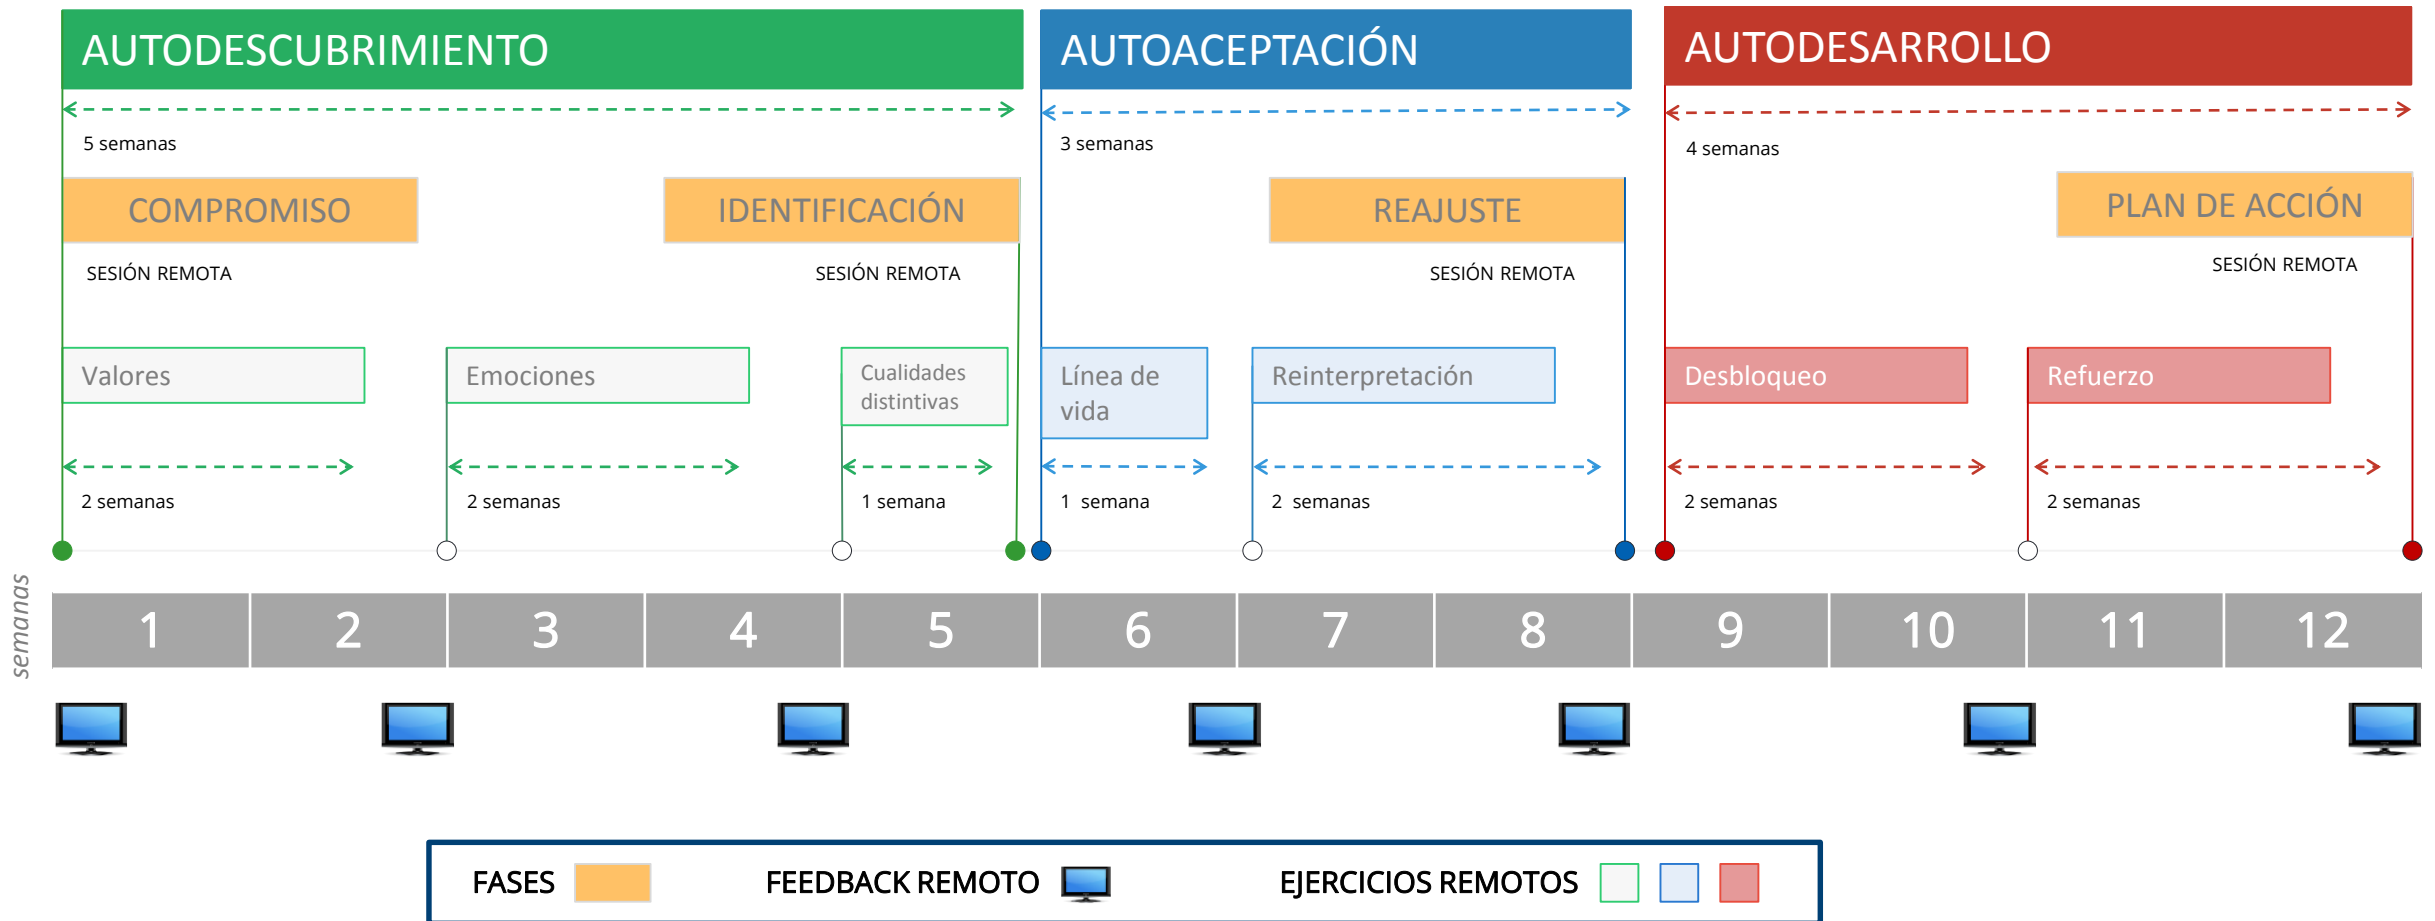 AUTODESCUBRIMIENTO
AUTOACEPTACIÓN
AUTODESARROLLO
5 semanas
3 semanas
4 semanas
COMPROMISO
IDENTIFICACIÓN
REAJUSTE
PLAN DE ACCIÓN
SESIÓN REMOTA
SESIÓN REMOTA
SESIÓN REMOTA
SESIÓN REMOTA
Valores
Emociones
Cualidades
distintivas
Línea de
vida
Reinterpretación
Desbloqueo
Refuerzo
2 semanas
2 semanas
1 semana
1 semana
2 semanas
2 semanas
2 semanas
semanas
1 2 3 4 5 6 7 8 9 10 11 12
FASES
FEEDBACK REMOTO
EJERCICIOS REMOTOS